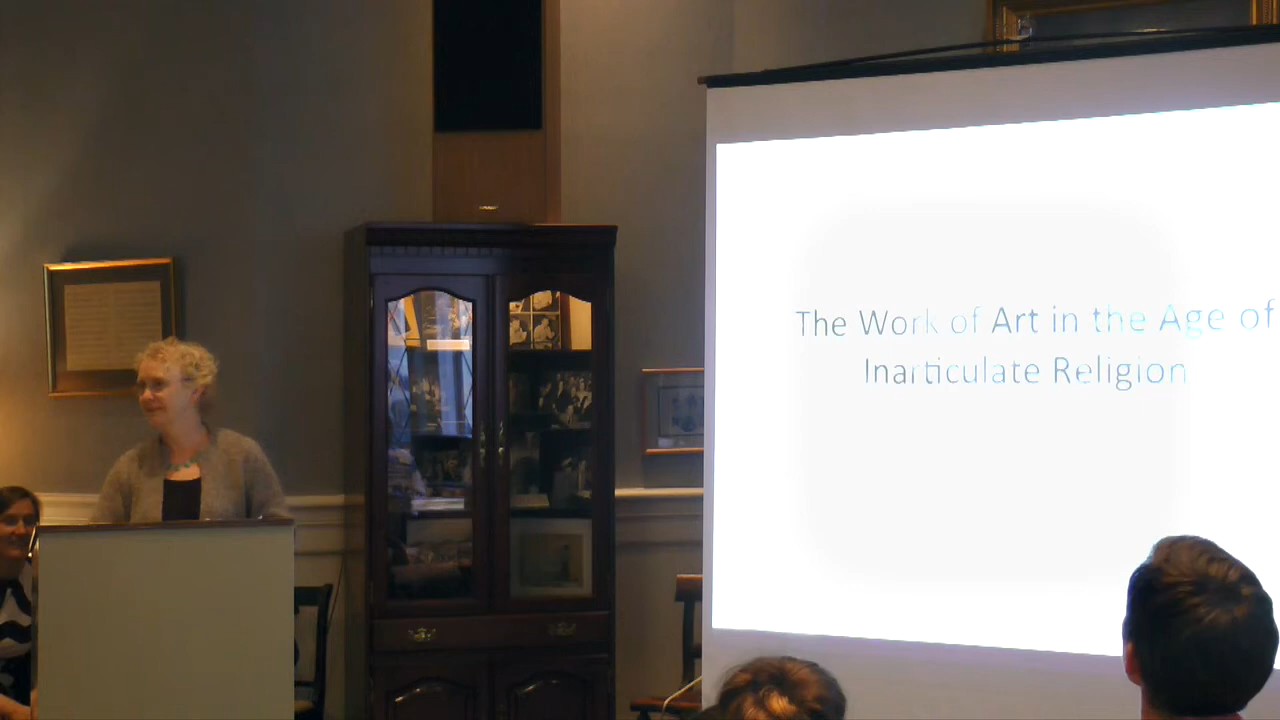 The Work of Art in the Age of
Inarticulate Religion